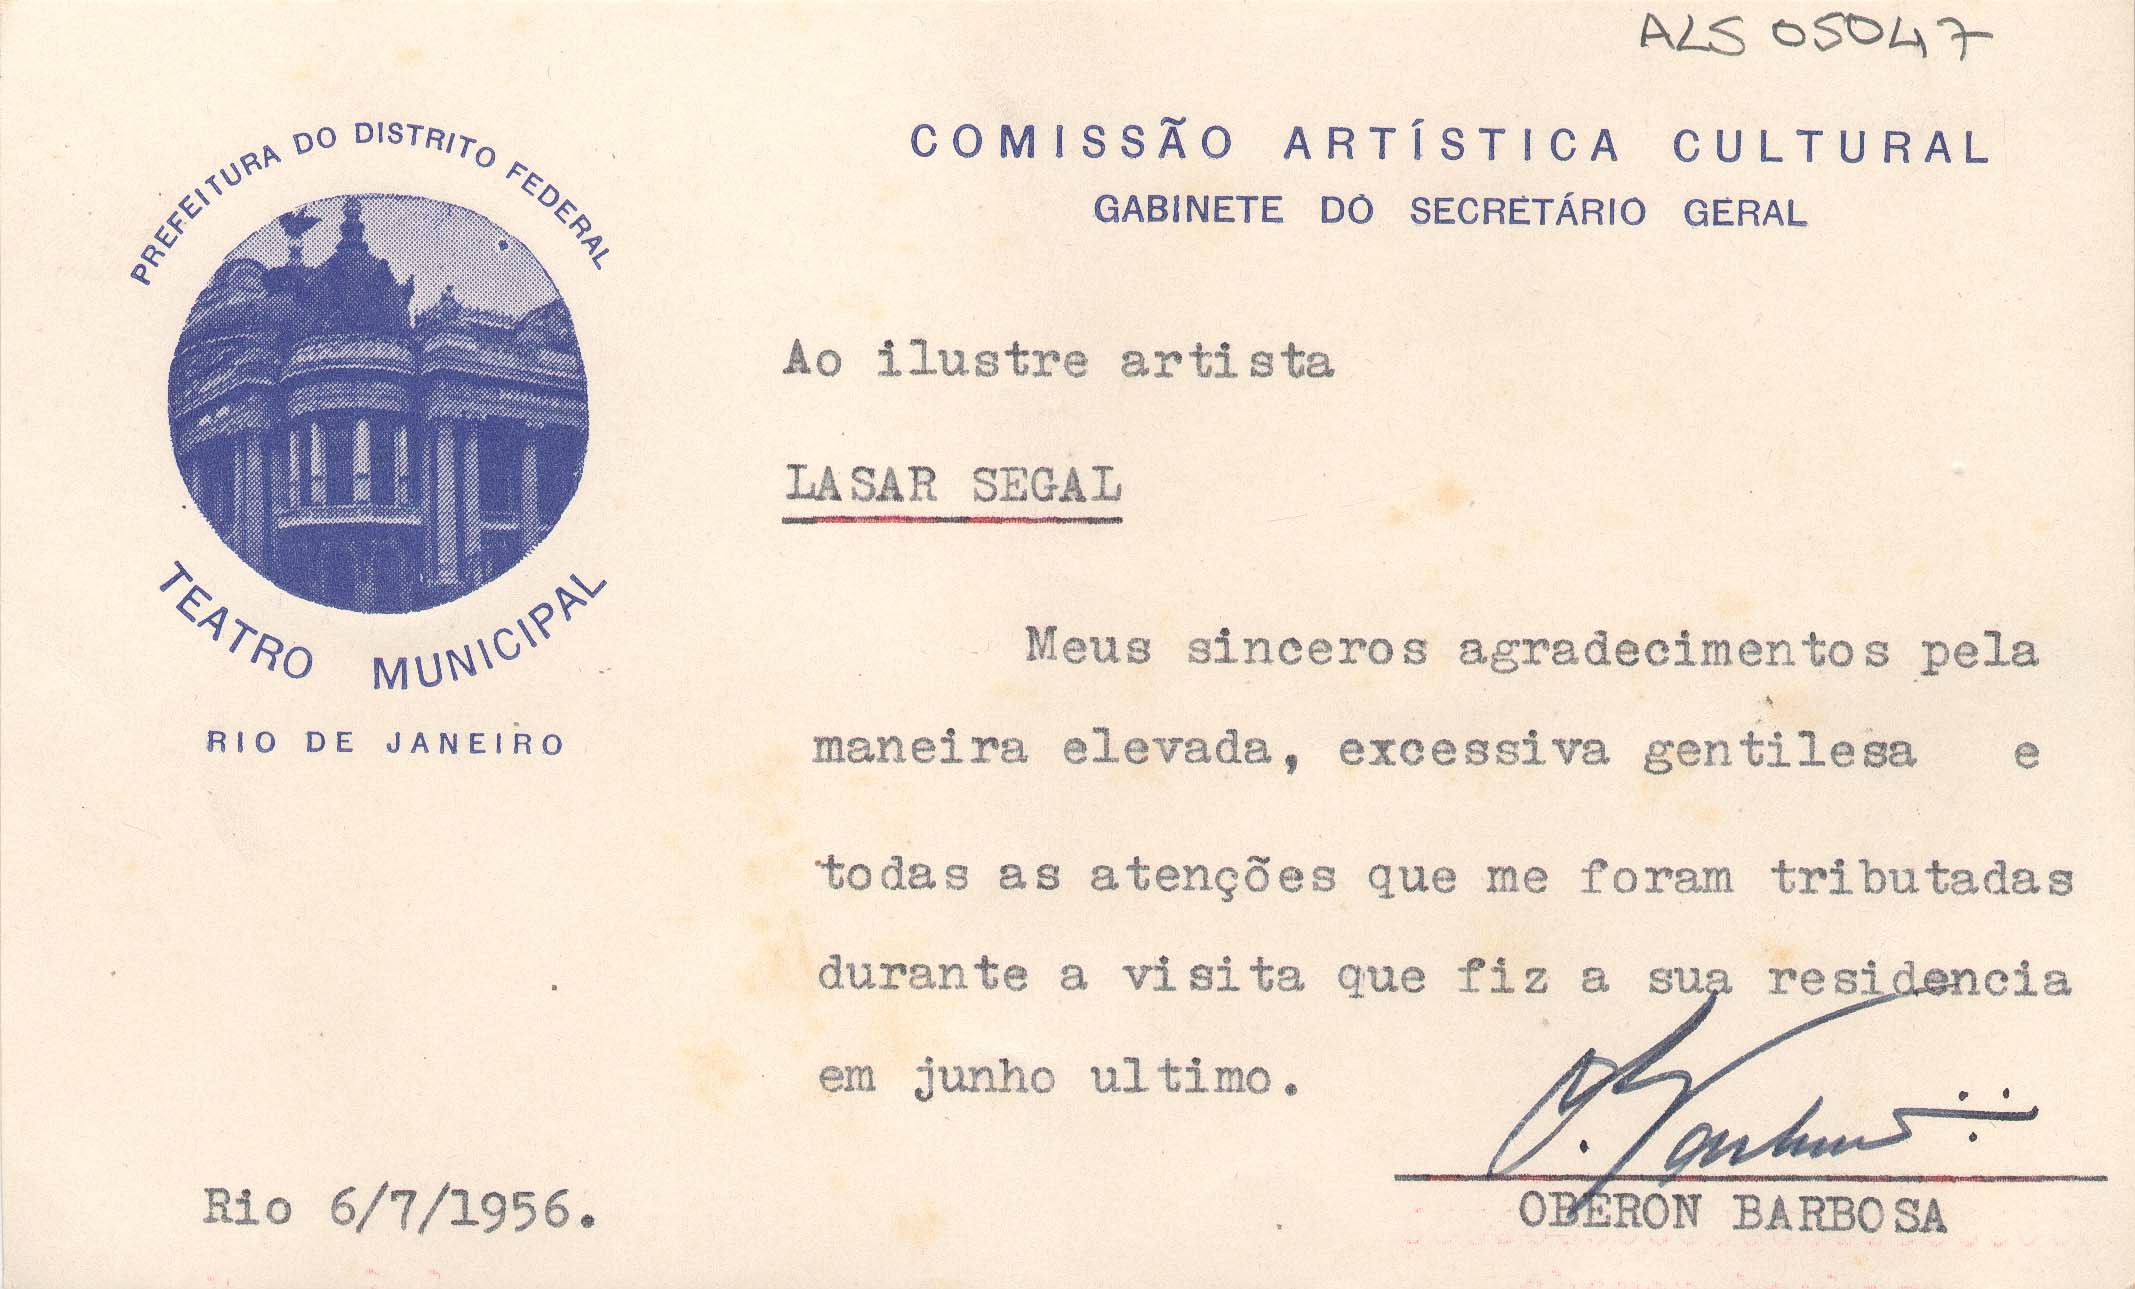 ALS 05047
PREFEITURA DO DISTRITO FEDERAL
TEATRO MUNICIPAL
RIO DE JANEIRO
COMISSÃO ARTÍSTICA CULTURAL
GABINETE DO SECRETÁRIO GERAL
Ao ilustre artista
LASAR SEGAL
Meus sinceros agradecimentos pela
maneira elevada, excessiva gentilesa e
todas as atenções que me foram tributadas
durante a visita que fiz a sua residencia
em junho ultimo.
OBERON BARBOSA
Rio 6/7/1956.